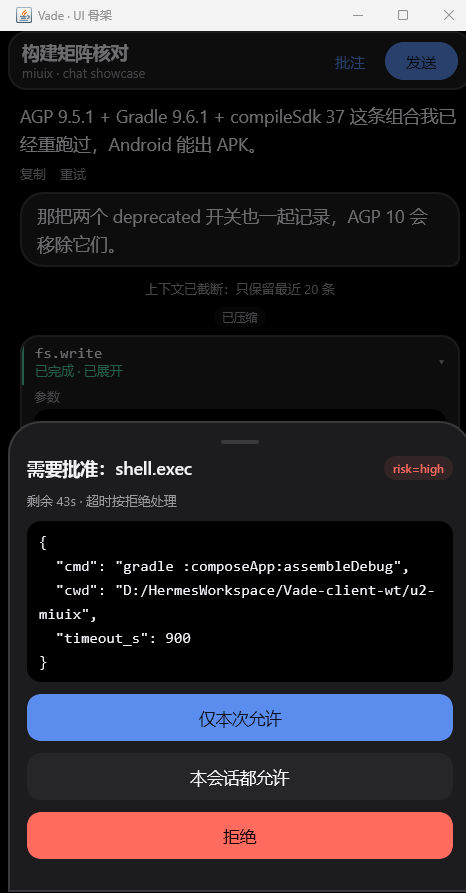 Vade · UI 骨架
构建矩阵核对
miuix · chat showcase
批注
发送
AGP 9.5.1 + Gradle 9.6.1 + compileSdk 37 这条组合我已
经重跑过，Android 能出 APK。
复制 重试
那把两个 deprecated 开关也一起记录，AGP 10 会
移除它们。
上下文已截断：只保留最近 20 条
已压缩
fs.write
已完成 · 已展开
参数
需要批准：shell.exec
risk=high
剩余 43s · 超时按拒绝处理
{
"cmd": "gradle :composeApp:assembleDebug",
"cwd": "D:/HermesWorkspace/Vade-client-wt/u2-
miuix",
"timeout_s": 900
}
仅本次允许
本会话都允许
拒绝